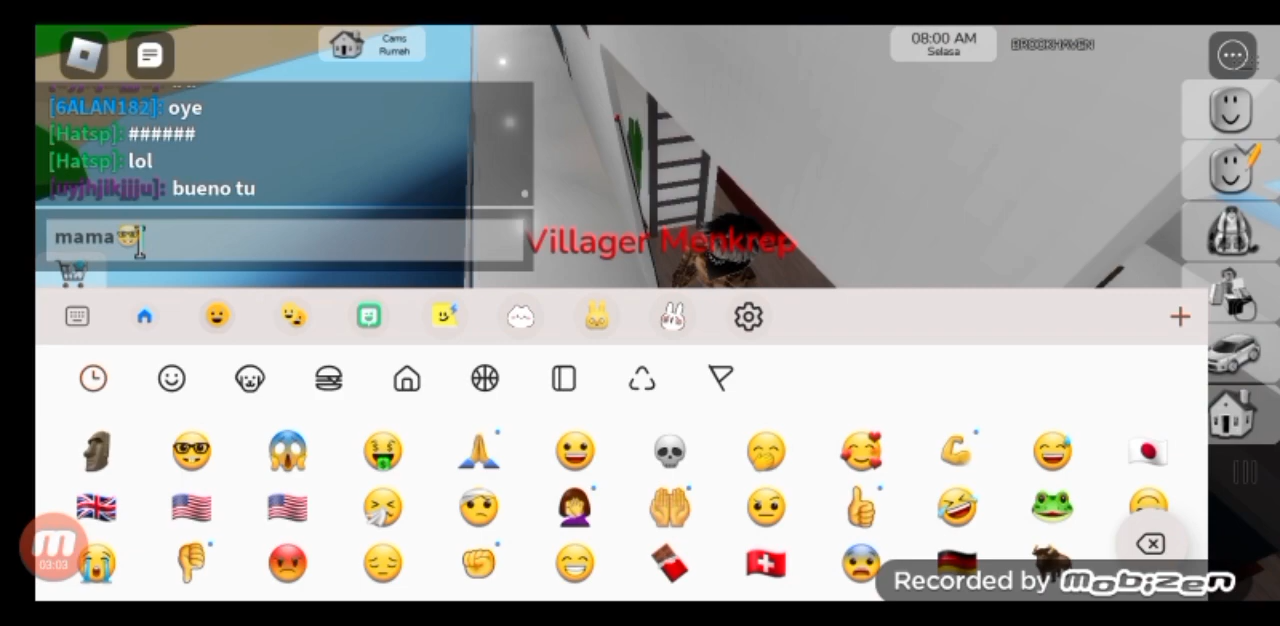 Cams
Rumah
08:00 AM
Selasa
BROOKHAVEN
[6ALAN182]: oye
[Hatsp]: ######
[Hatsp]: lol
[uyjhjikjjju]: bueno tu
mama🤓
Villager Menkrep
03:03
Recorded by mobizen